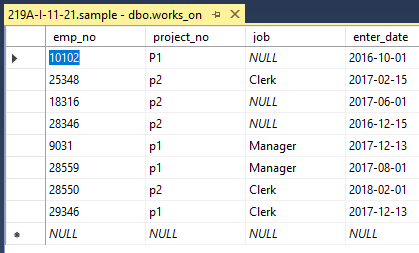 219A-I-11-21.sample - dbo.works_on
emp_no project_no job enter_date
10102 P1 NULL 2016-10-01
25348 p2 Clerk 2017-02-15
18316 p2 NULL 2017-06-01
28346 p2 NULL 2016-12-15
9031 p1 Manager 2017-12-13
28559 p1 Manager 2017-08-01
28550 p2 Clerk 2018-02-01
29346 p1 Clerk 2017-12-13
NULL NULL NULL NULL